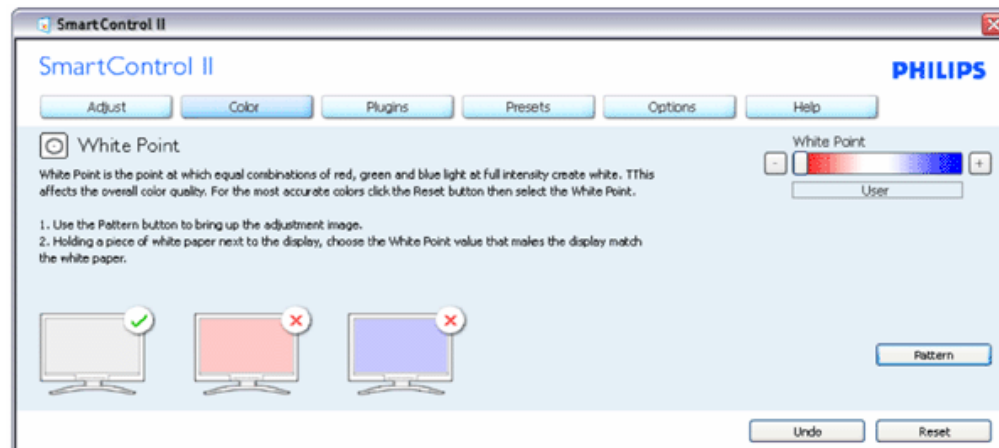 SmartControl II
SmartControl II
PHILIPS
Adjust Color Plugins Presets Options Help
White Point
White Point is the point at which equal combinations of red, green and blue light at full intensity create white. TThis
affects the overall color quality. For the most accurate colors click the Reset button then select the White Point.
1. Use the Pattern button to bring up the adjustment image.
2. Holding a piece of white paper next to the display, choose the White Point value that makes the display match
the white paper.
White Point
- +
User
Pattern
Undo Reset